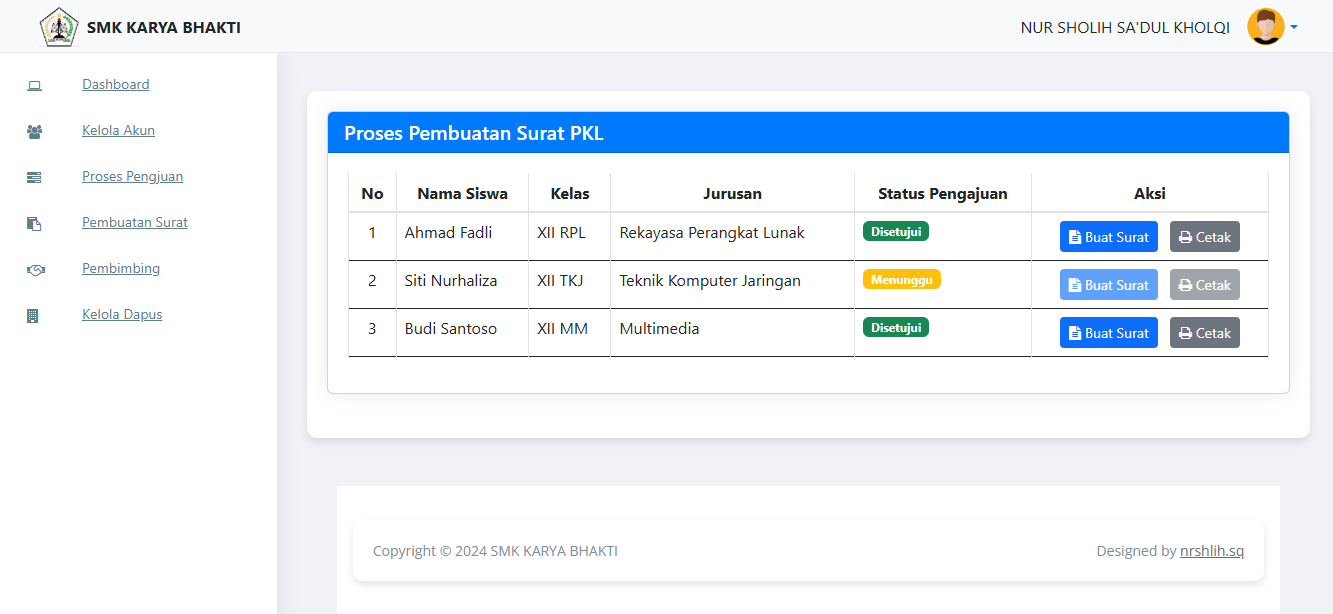 SMK KARYA BHAKTI
NUR SHOLIH SA'DUL KHOLQI
Dashboard
Kelola Akun
Proses Pengjuan
Pembuatan Surat
Pembimbing
Kelola Dapus
Proses Pembuatan Surat PKL
No Nama Siswa Kelas Jurusan Status Pengajuan Aksi
1 Ahmad Fadli XII RPL Rekayasa Perangkat Lunak Disetujui Buat Surat Cetak
2 Siti Nurhaliza XII TKJ Teknik Komputer Jaringan Menunggu Buat Surat Cetak
3 Budi Santoso XII MM Multimedia Disetujui Buat Surat Cetak
Copyright © 2024 SMK KARYA BHAKTI
Designed by nrshlih.sq